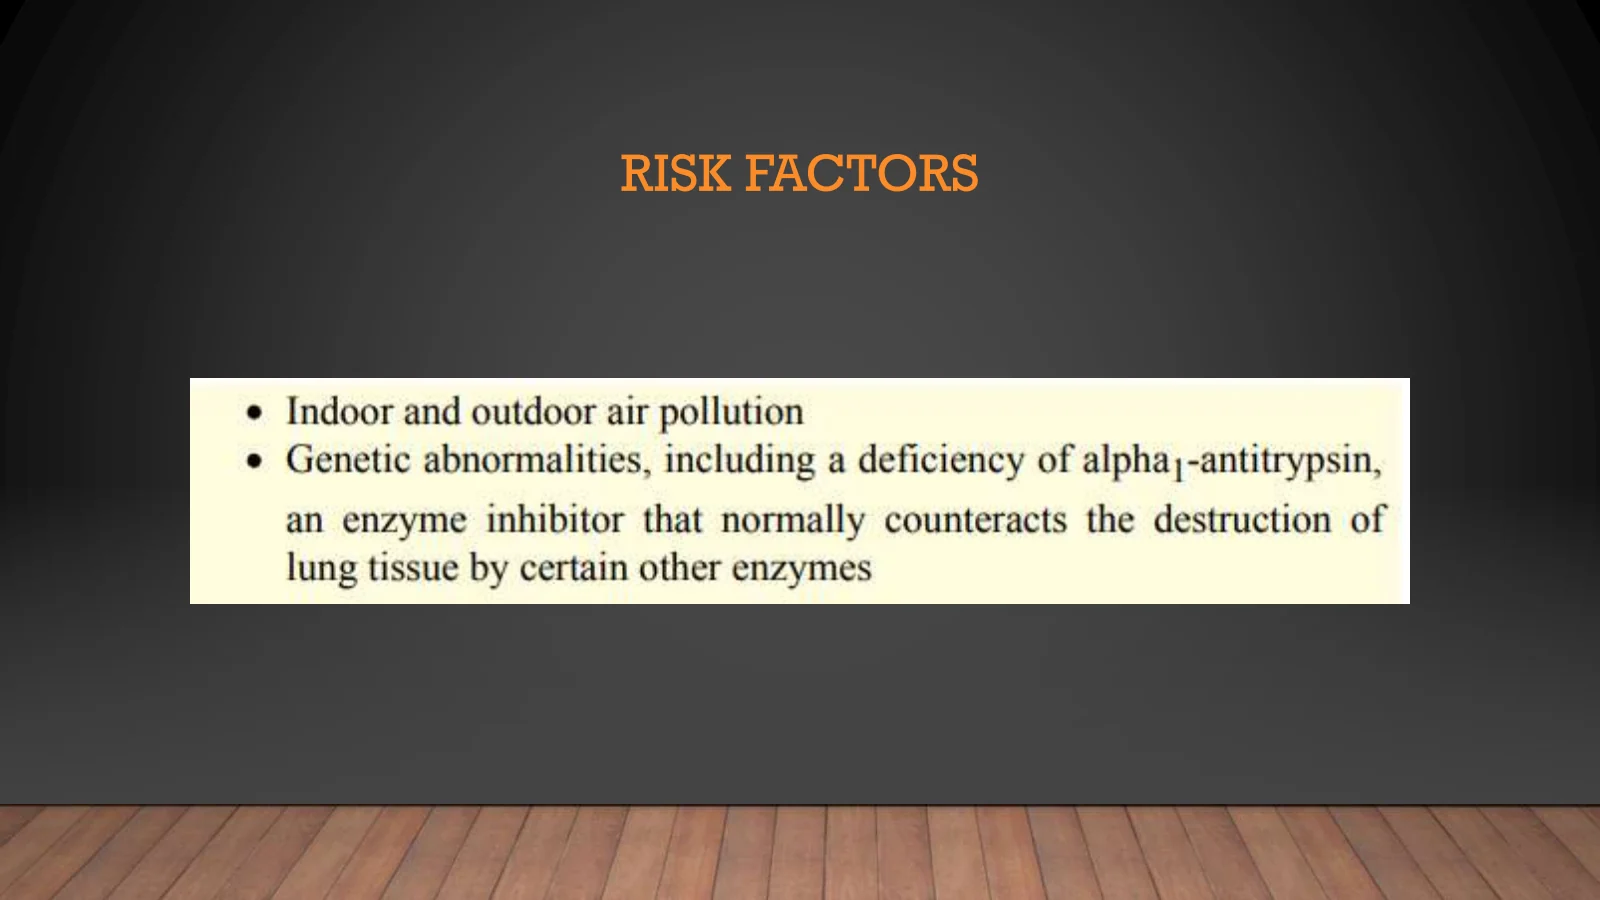 RISK FACTORS
• Indoor and outdoor air pollution
• Genetic abnormalities, including a deficiency of alpha₁-antitrypsin,
an enzyme inhibitor that normally counteracts the destruction of
lung tissue by certain other enzymes